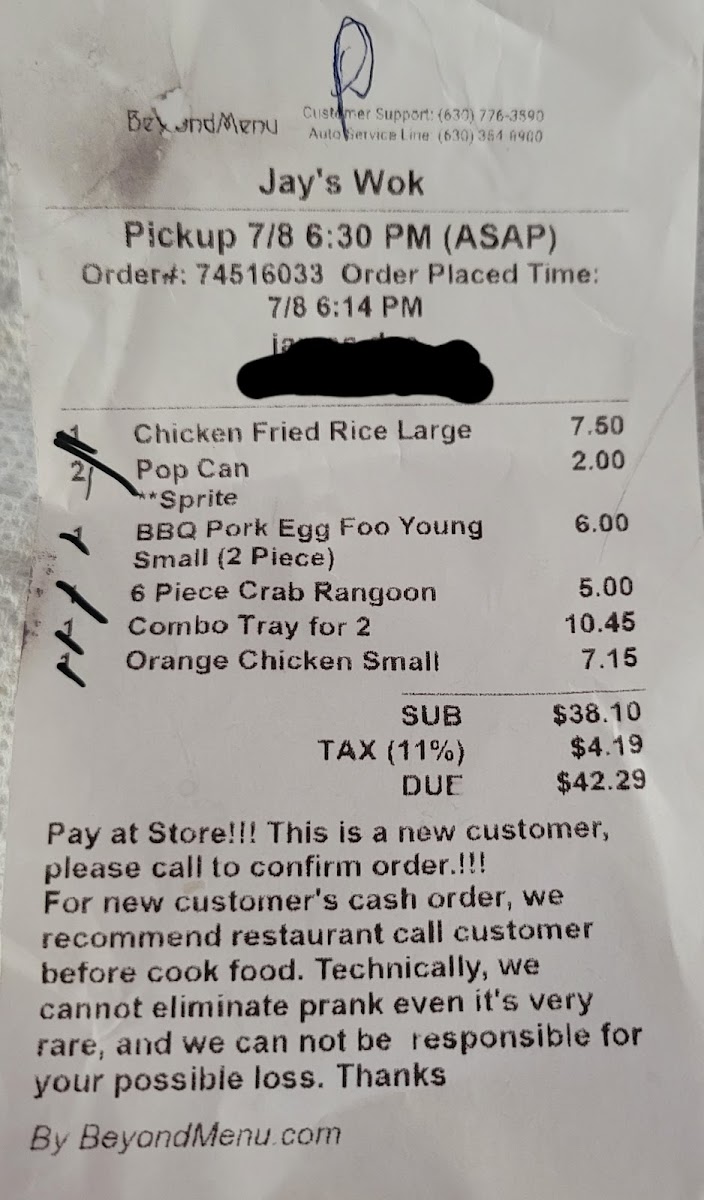 BeyondMenu
Customer Support: (630) 776-3890
Auto Service Line (630) 364
Jay's Wok
Pickup 7/8 6:30 PM (ASAP)
Order#: 74516033 Order Placed Time:
7/8 6:14 PM
1 Chicken Fried Rice Large 7.50
2 Pop Can 2.00
**Sprite
1 BBQ Pork Egg Foo Young 6.00
Small (2 Piece)
1 6 Piece Crab Rangoon 5.00
1 Combo Tray for 2 10.45
1 Orange Chicken Small 7.15
SUB $38.10
TAX (11%) $4.19
DUE $42.29
Pay at Store!!! This is a new customer,
please call to confirm order.!!!
For new customer's cash order, we
recommend restaurant call customer
before cook food. Technically, we
cannot eliminate prank even it's very
rare, and we can not be responsible for
your possible loss. Thanks
By BeyondMenu.com